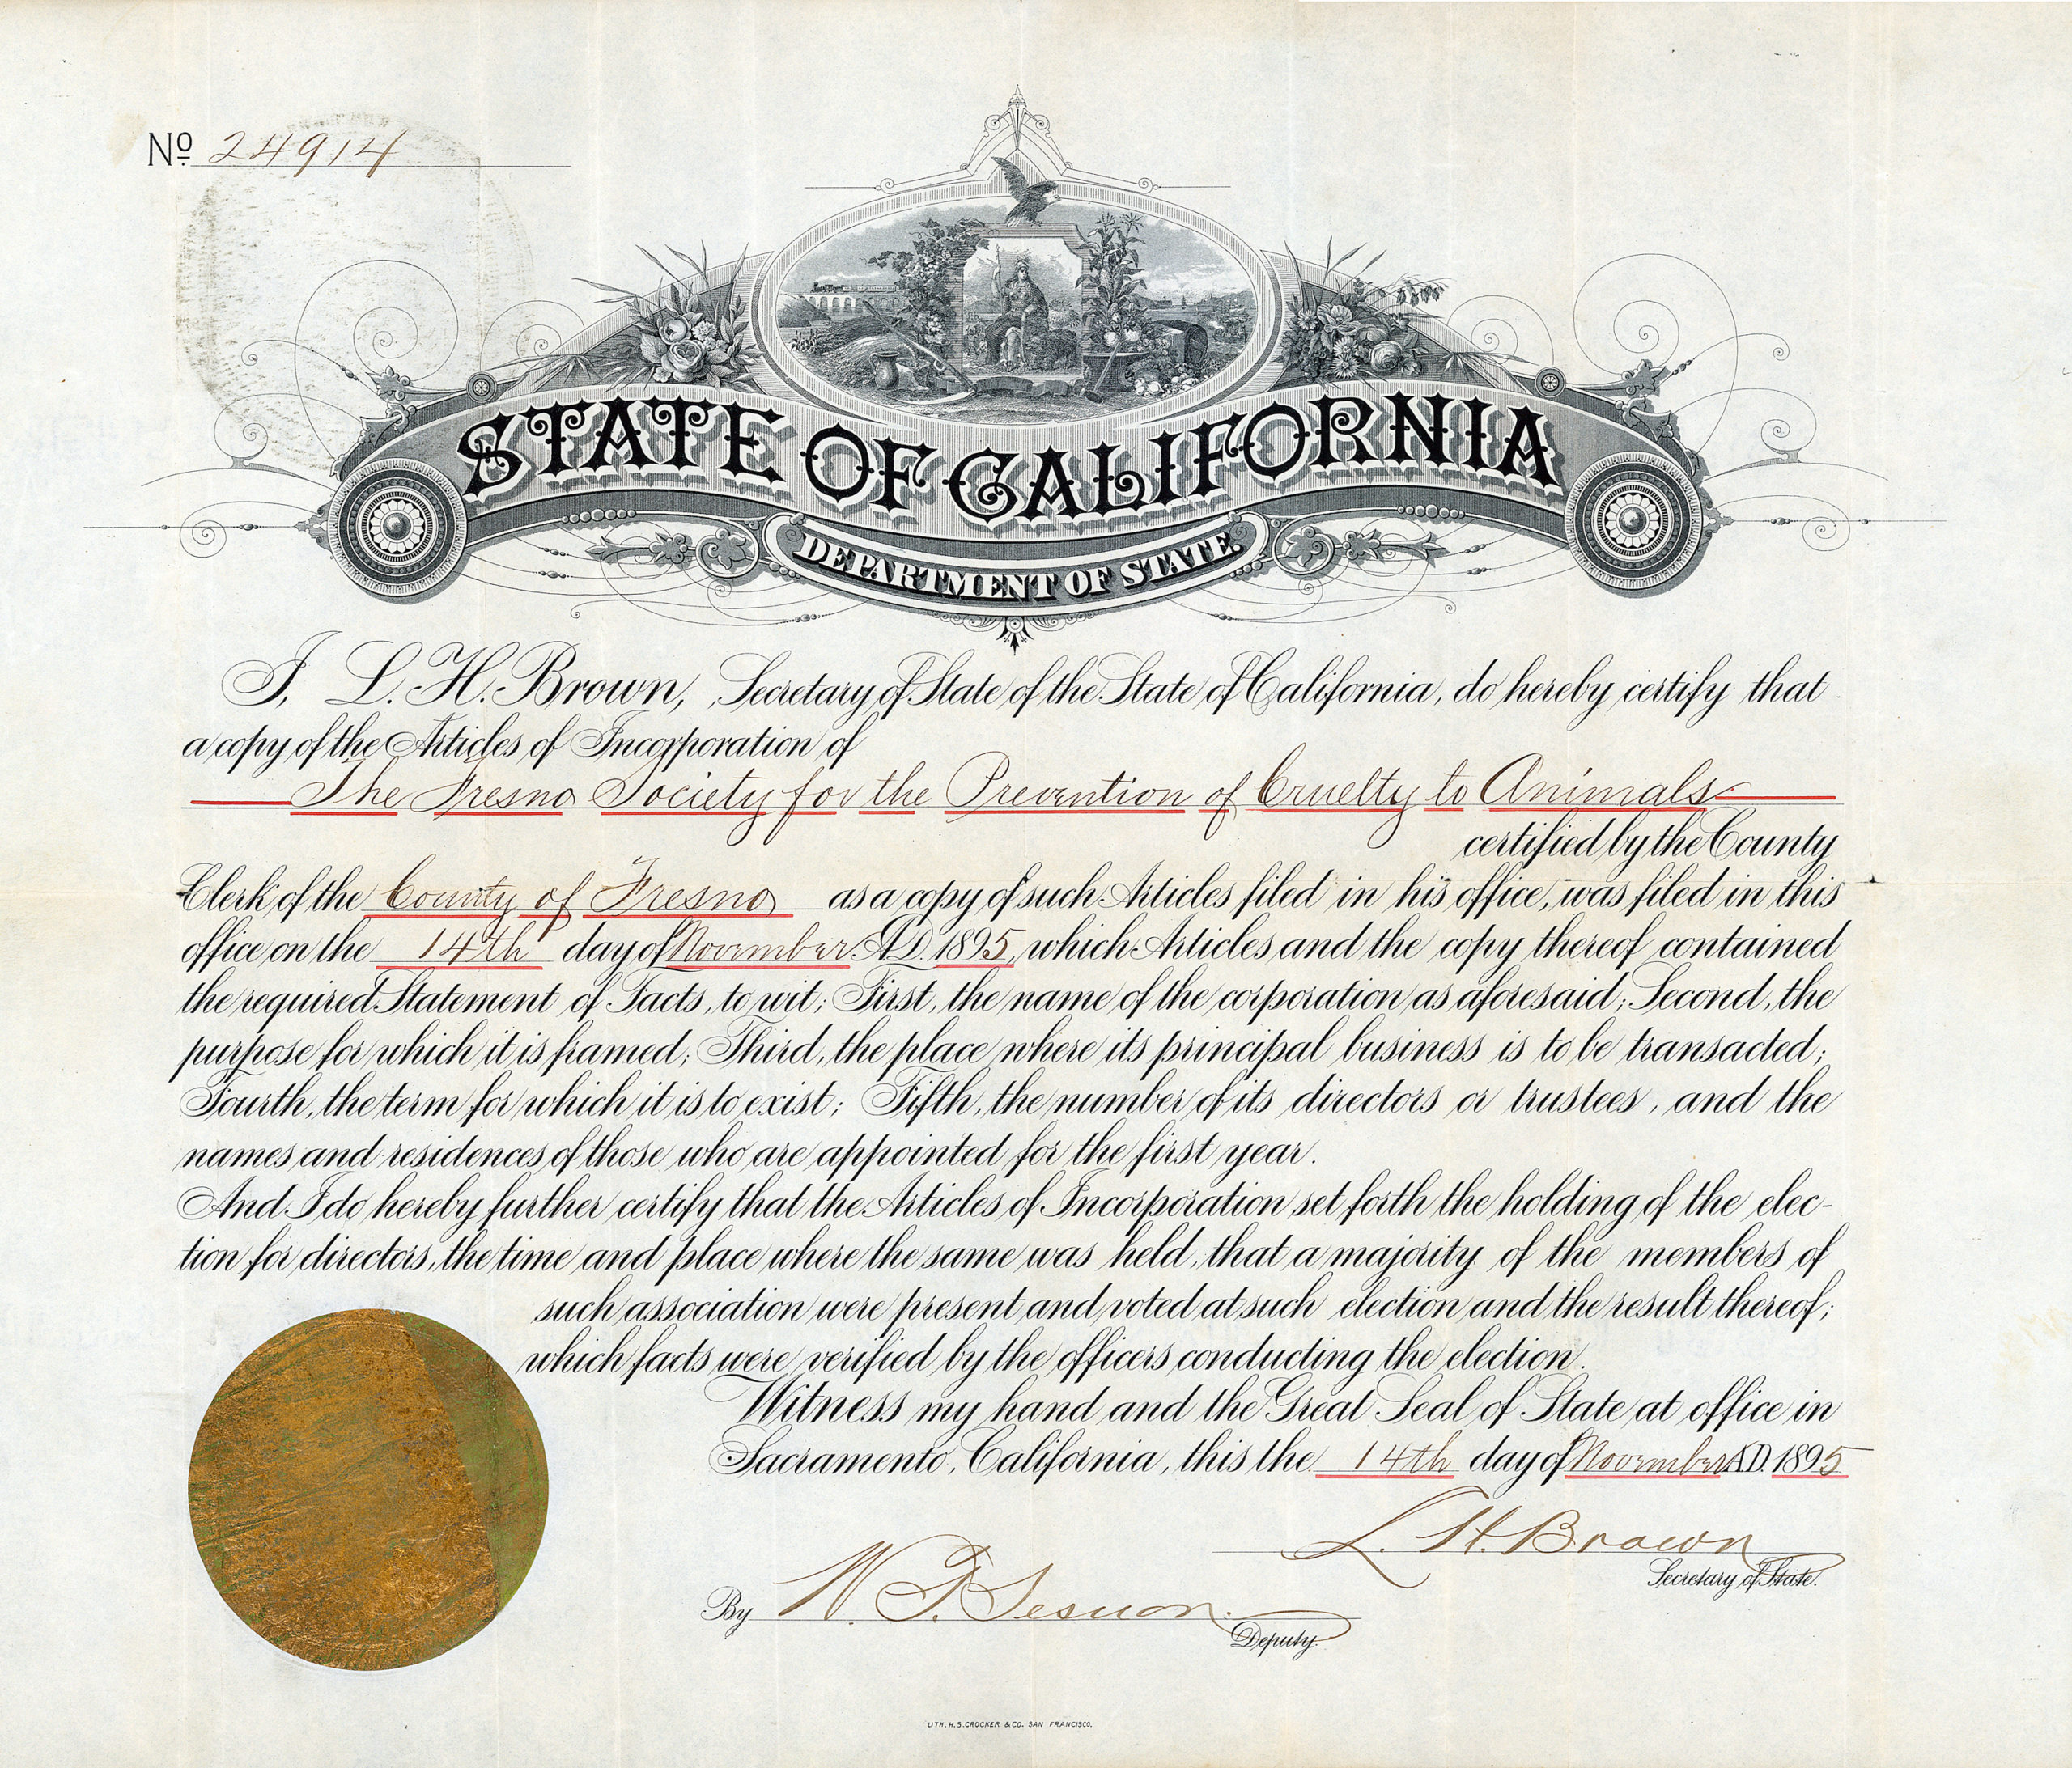 No 24914
STATE OF CALIFORNIA
DEPARTMENT OF STATE.
I, L. H. Brown, Secretary of State of the State of California, do hereby certify that
a copy of the Articles of Incorporation of
The Fresno Society for the Prevention of Cruelty to Animals
certified by the County
Clerk of the County of Fresno as a copy of such Articles filed in his office, was filed in this
office on the 14th day of November A.D. 1895, which Articles and the copy thereof contained
the required Statement of Facts, to wit; First, the name of the corporation as aforesaid; Second, the
purpose for which it is framed; Third, the place where its principal business is to be transacted;
Fourth, the term for which it is to exist; Fifth, the number of its directors or trustees, and the
names and residences of those who are appointed for the first year.
And I do hereby further certify that the Articles of Incorporation set forth the holding of the elec-
tion for directors, the time and place where the same was held, that a majority of the members of
such association were present and voted at such election and the result thereof;
which facts were verified by the officers conducting the election.
Witness my hand and the Great Seal of State at office in
Sacramento, California, this the 14th day of November A.D. 1895
L. H. Brown
Secretary of State.
By W. T. Sesnon.
Deputy.
LITH. H. S. CROCKER & CO. SAN FRANCISCO.